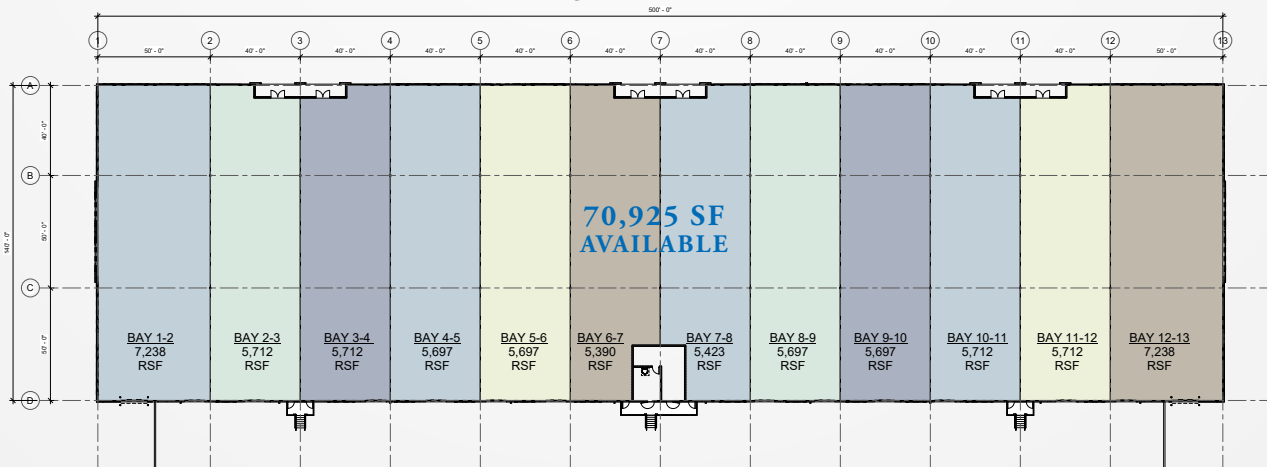 500' - 0"
1 2 3 4 5 6 7 8 9 10 11 12 13
50' - 0" 40' - 0" 40' - 0" 40' - 0" 40' - 0" 40' - 0" 40' - 0" 40' - 0" 40' - 0" 40' - 0" 40' - 0" 50' - 0"
A
40' - 0"
B
140' - 0"
50' - 0"
70,925 SF
AVAILABLE
C
50' - 0"
BAY 1-2 BAY 2-3 BAY 3-4 BAY 4-5 BAY 5-6 BAY 6-7 BAY 7-8 BAY 8-9 BAY 9-10 BAY 10-11 BAY 11-12 BAY 12-13
7,238 5,712 5,712 5,697 5,697 5,390 5,423 5,697 5,697 5,712 5,712 7,238
RSF RSF RSF RSF RSF RSF RSF RSF RSF RSF RSF RSF
D